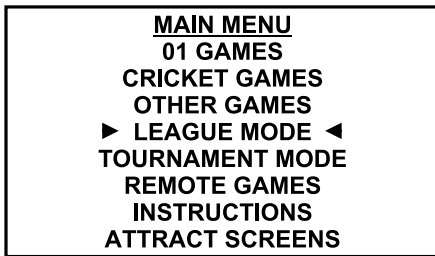 MAIN MENU
01 GAMES
CRICKET GAMES
OTHER GAMES
► LEAGUE MODE ◄
TOURNAMENT MODE
REMOTE GAMES
INSTRUCTIONS
ATTRACT SCREENS